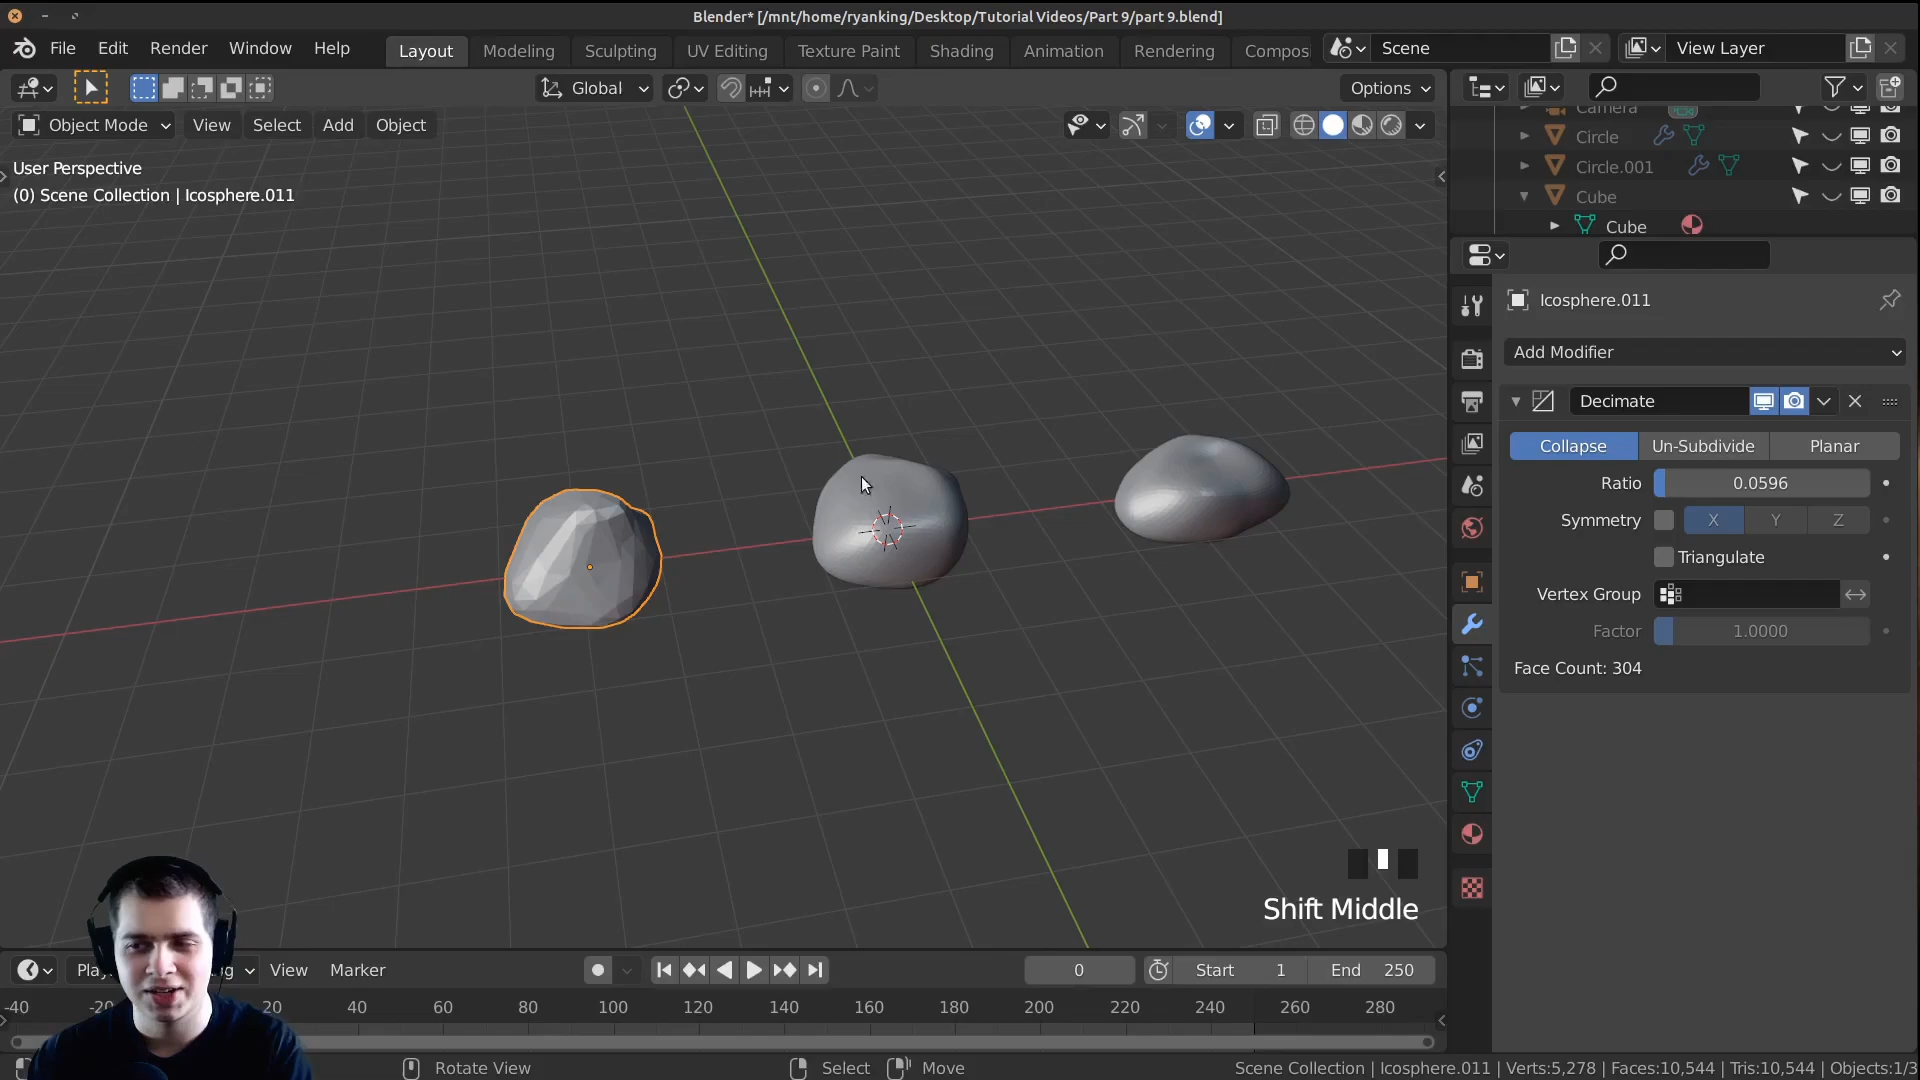 Blender* [/mnt/home/ryanking/Desktop/Tutorial Videos/Part 9/part 9.blend]
File Edit Render Window Help Layout Modeling Sculpting UV Editing Texture Paint Shading Animation Rendering Compos Scene View Layer
Global Options
Object Mode View Select Add Object
User Perspective
(0) Scene Collection | Icosphere.011
Camera
Circle
Circle.001
Cube
Cube
Icosphere.011
Add Modifier
Decimate
Collapse Un-Subdivide Planar
Ratio 0.0596
Symmetry X Y Z
Triangulate
Vertex Group
Factor 1.0000
Face Count: 304
Shift Middle
View Marker 0 Start 1 End 250
-40 20 40 60 80 100 120 140 160 180 200 220 240 260 280
Rotate View Select Move Scene Collection | Icosphere.011 | Verts:5,278 | Faces:10,544 | Tris:10,544 | Objects:1/3